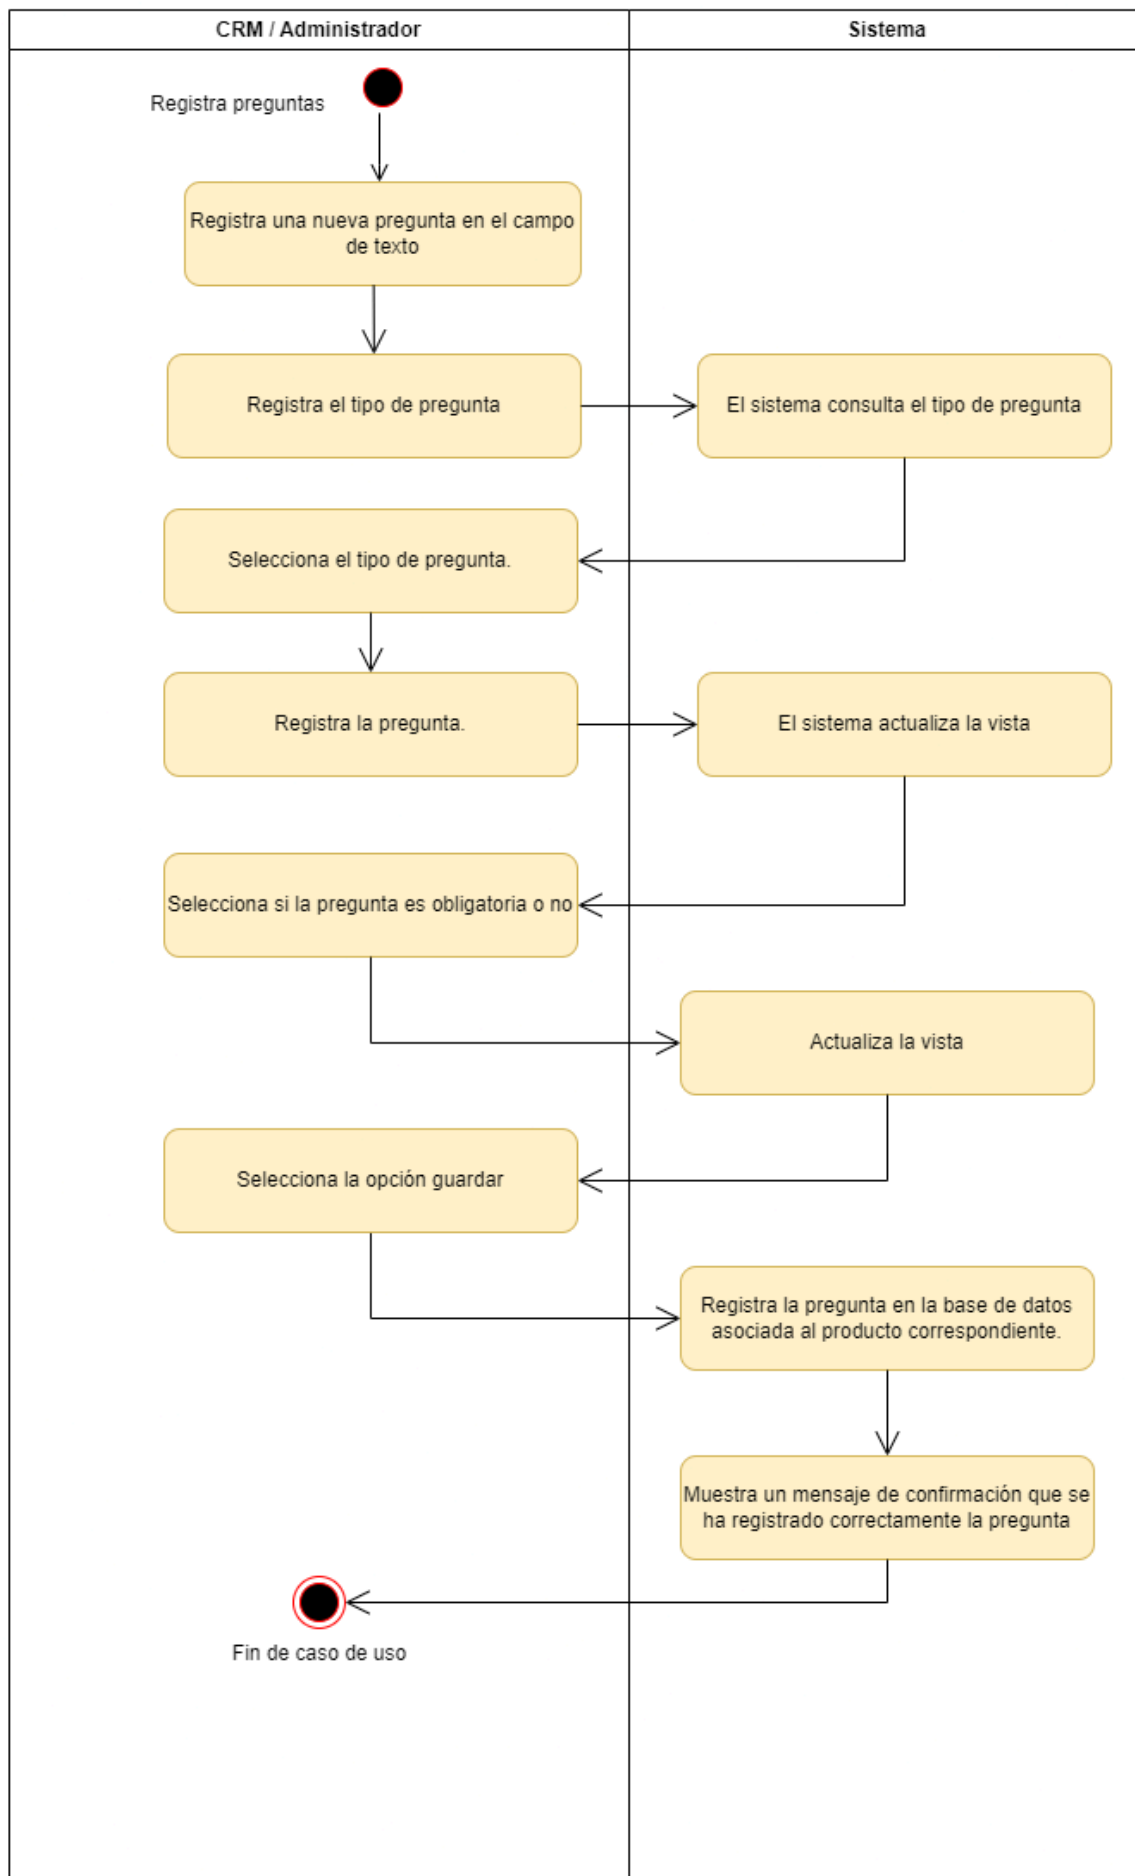 CRM / Administrador
Sistema
Registra preguntas
Registra una nueva pregunta en el campo
de texto
Registra el tipo de pregunta
El sistema consulta el tipo de pregunta
Selecciona el tipo de pregunta.
Registra la pregunta.
El sistema actualiza la vista
Selecciona si la pregunta es obligatoria o no
Actualiza la vista
Selecciona la opción guardar
Registra la pregunta en la base de datos
asociada al producto correspondiente.
Muestra un mensaje de confirmación que se
ha registrado correctamente la pregunta
Fin de caso de uso